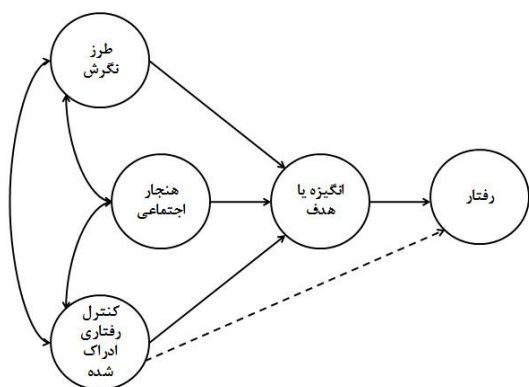 طرز
نگرش
هنجار
اجتماعی
انگیزه یا
هدف
رفتار
کنترل
رفتاری
ادراک
شده